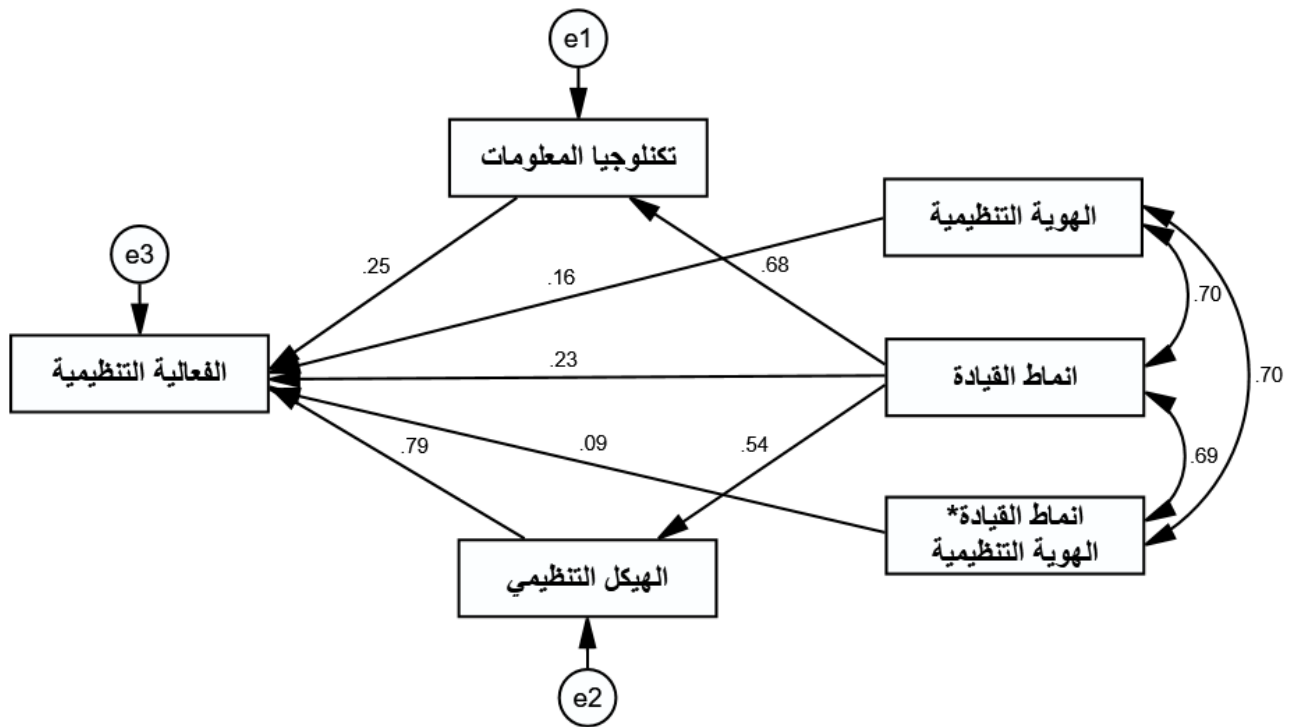 e1
تكنلوجيا المعلومات
الهوية التنظيمية
e3
.25
.16
.68
.70
الفعالية التنظيمية
.23
انماط القيادة
.70
.79
.09
.54
.69
انماط القيادة*
الهوية التنظيمية
الهيكل التنظيمي
e2